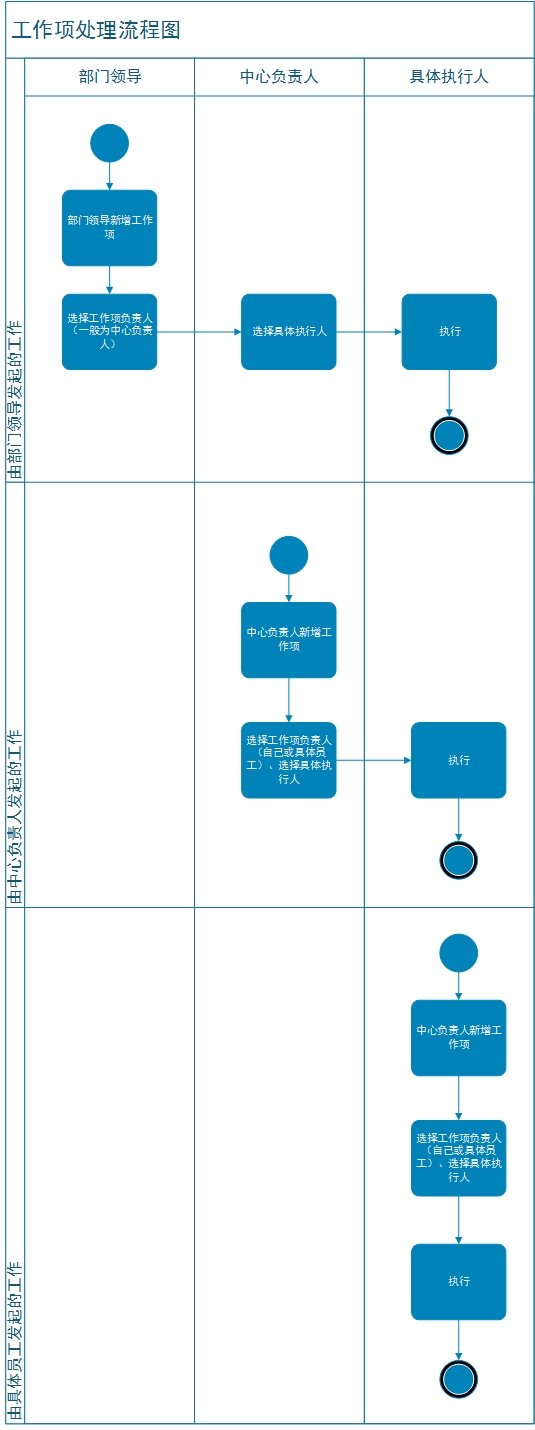 工作项处理流程图
部门领导
中心负责人
具体执行人
由部门领导发起的工作
部门领导新增工作
项
选择工作项负责人
（一般为中心负责
人）
选择具体执行人
执行
由中心负责人发起的工作
中心负责人新增工
作项
选择工作项负责人
（自己或具体员
工）、选择具体执
行人
执行
由具体员工发起的工作
中心负责人新增工
作项
选择工作项负责人
（自己或具体员
工）、选择具体执
行人
执行